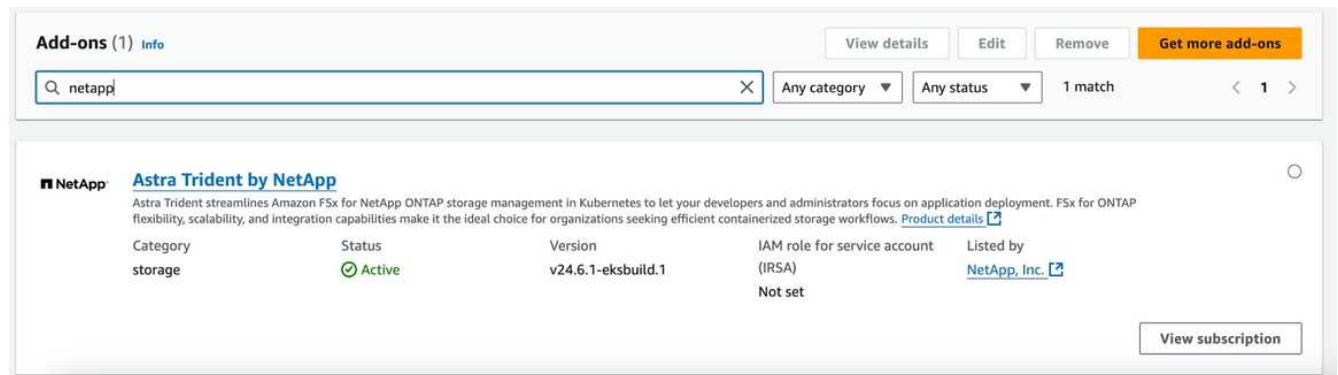 Add-ons (1) Info
View details
Edit
Remove
Get more add-ons
netapp
Any category
Any status
1 match
1
NetApp
Astra Trident by NetApp
Astra Trident streamlines Amazon FSx for NetApp ONTAP storage management in Kubernetes to let your developers and administrators focus on application deployment. FSx for ONTAP
flexibility, scalability, and integration capabilities make it the ideal choice for organizations seeking efficient containerized storage workflows. Product details
Category
Status
Version
IAM role for service account
(IRSA)
Listed by
storage
Active
v24.6.1-eksbuild.1
Not set
NetApp, Inc.
View subscription